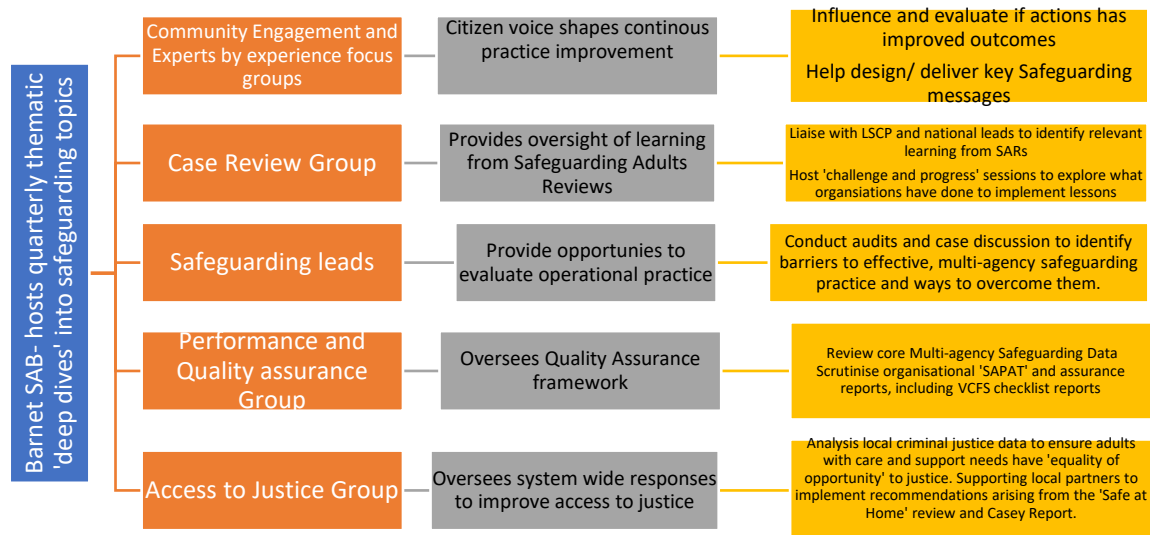 Barnet SAB- hosts quarterly thematic
'deep dives' into safeguarding topics
Community Engagement and
Experts by experience focus
groups
Citizen voice shapes continous
practice improvement
Influence and evaluate if actions has
improved outcomes
Help design/ deliver key Safeguarding
messages
Case Review Group
Provides oversight of learning
from Safeguarding Adults
Reviews
Liaise with LSCP and national leads to identify relevant
learning from SARs
Host 'challenge and progress' sessions to explore what
organsiations have done to implement lessons
Safeguarding leads
Provide opportunies to
evaluate operational practice
Conduct audits and case discussion to identify
barriers to effective, multi-agency safeguarding
practice and ways to overcome them.
Performance and
Quality assurance
Group
Oversees Quality Assurance
framework
Review core Multi-agency Safeguarding Data
Scrutinise organisational 'SAPAT' and assurance
reports, including VCFS checklist reports
Access to Justice Group
Oversees system wide responses
to improve access to justice
Analysis local criminal justice data to ensure adults
with care and support needs have 'equality of
opportunity' to justice. Supporting local partners to
implement recommendations arising from the 'Safe at
Home' review and Casey Report.